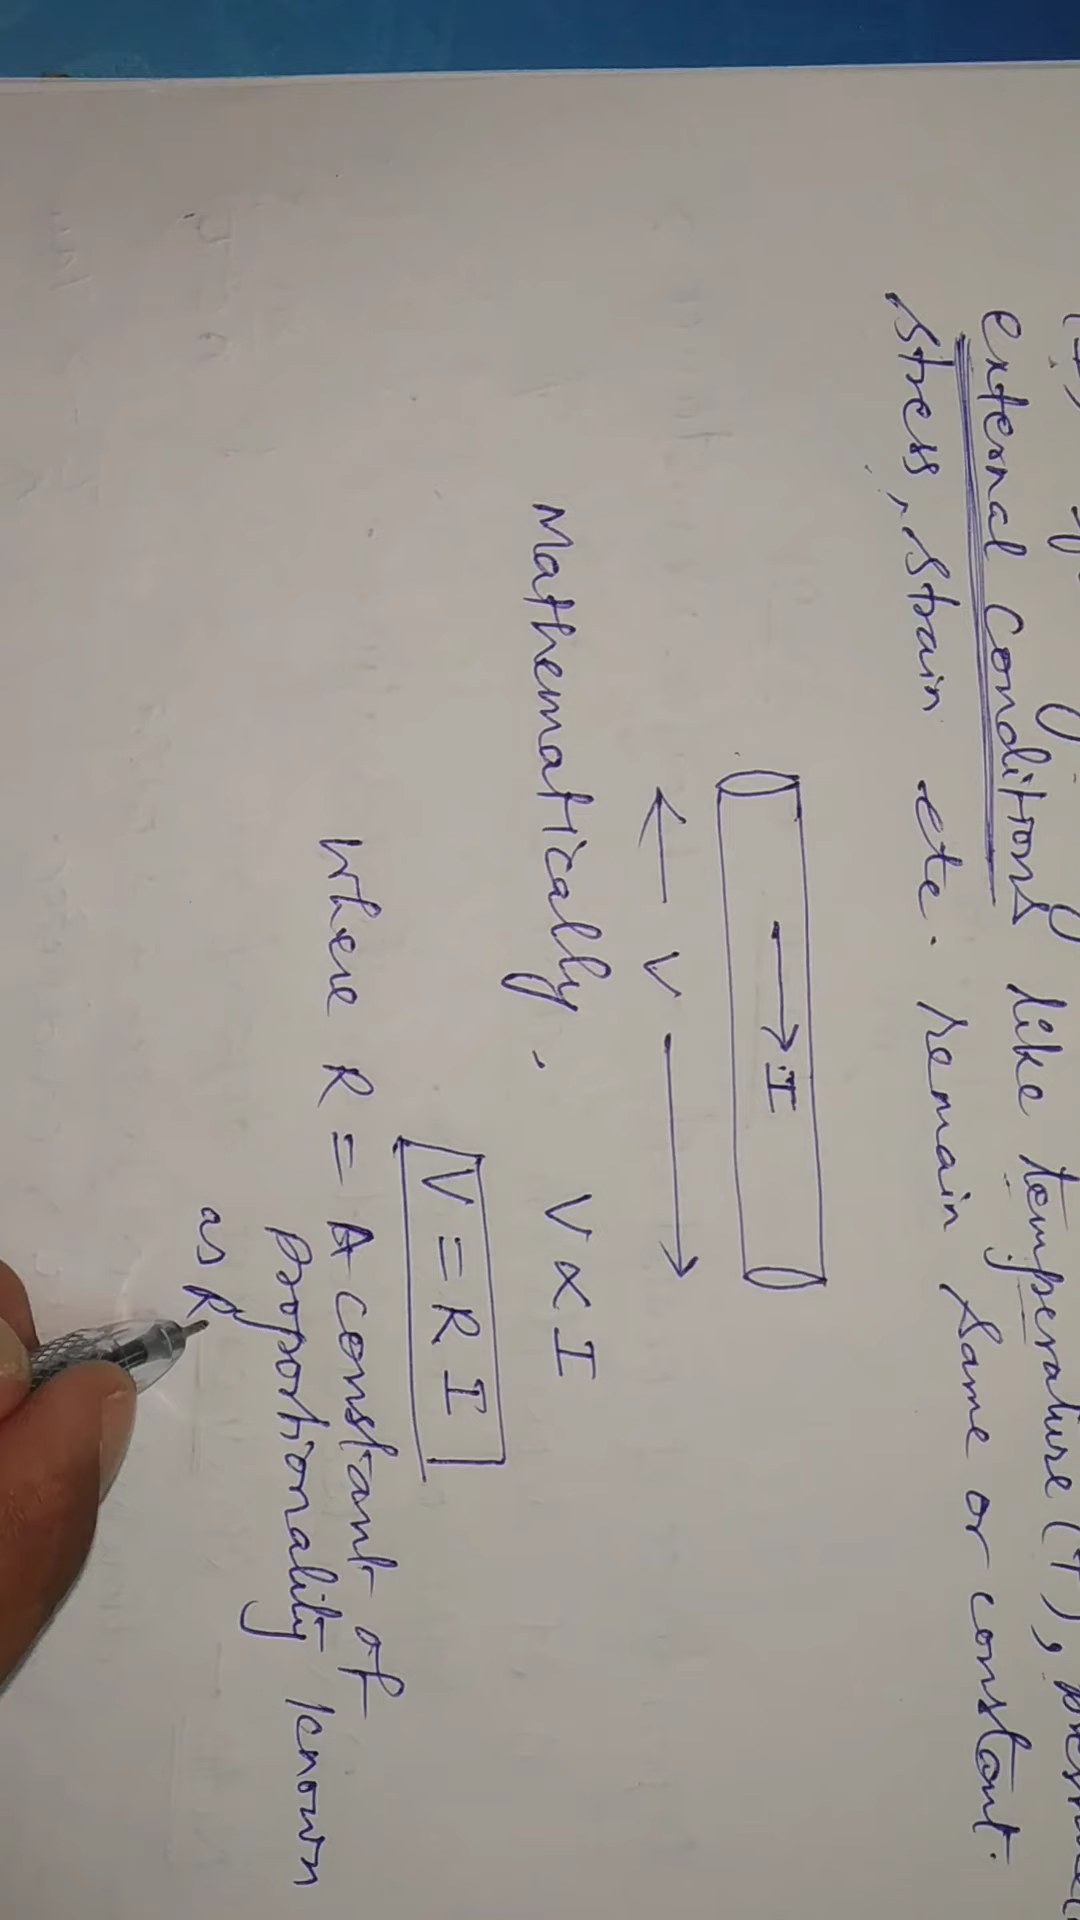 external conditions like temperature (T),
stress, strain etc. remain same or constant.
→ I
← V →
Mathematically, V ∝ I
V = R I
Where R = A constant of
proportionality known
as R